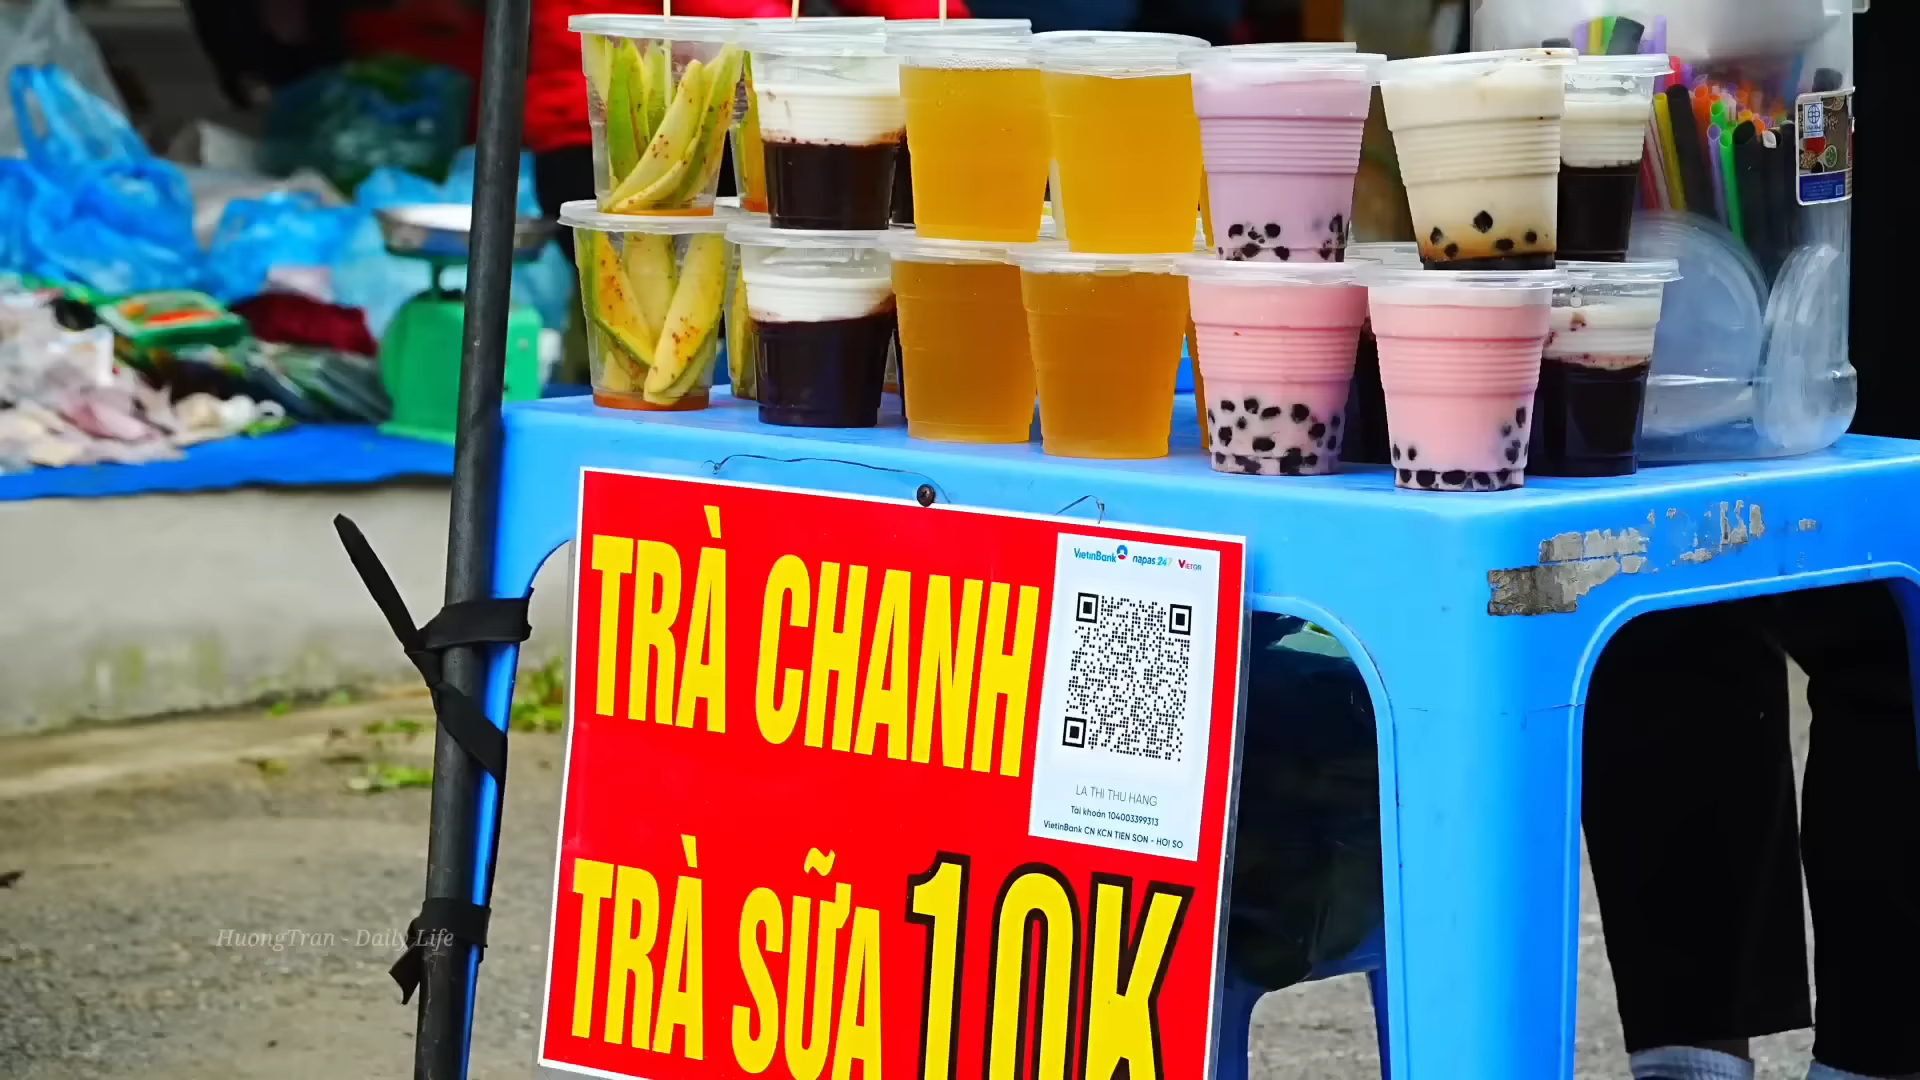 TRÀ CHANH
VietinBank napas 247 VIETQR
LA THI THU HANG
Tài khoản 104003399313
VietinBank CN KCN TIEN SON - HOI SO
TRÀ SỮA 10K
HuongTran - Daily Life